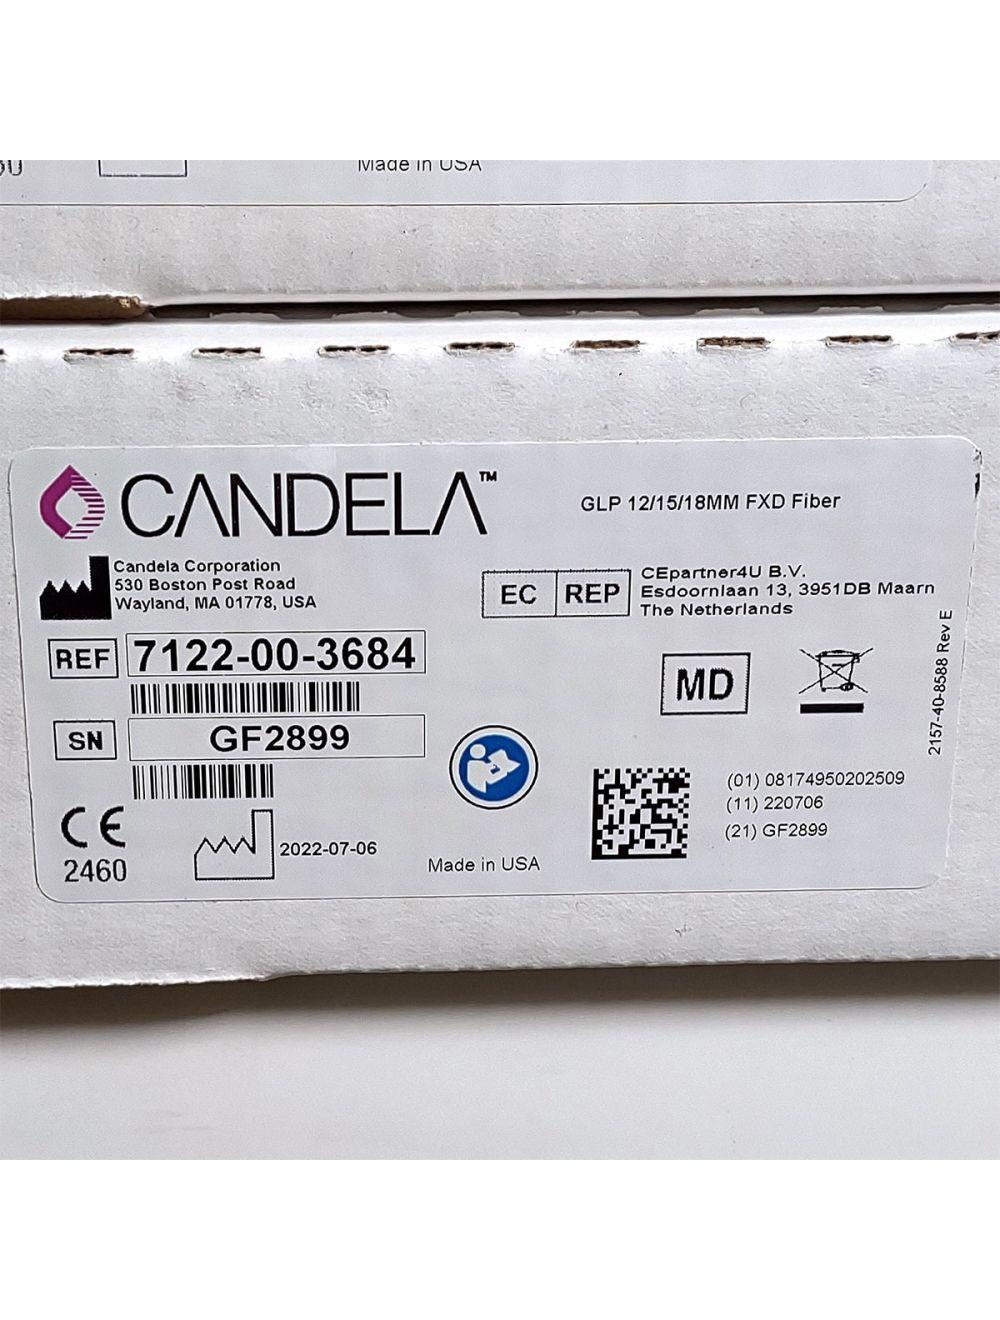 Made in USA
CANDELA™
GLP 12/15/18MM FXD Fiber
Candela Corporation
530 Boston Post Road
Wayland, MA 01778, USA
EC REP
CEpartner4U B.V.
Esdoornlaan 13, 3951DB Maarn
The Netherlands
REF 7122-00-3684
MD
SN GF2899
2157-40-8588 Rev E
(01) 08174950202509
(11) 220706
(21) GF2899
CE
2460
2022-07-06
Made in USA